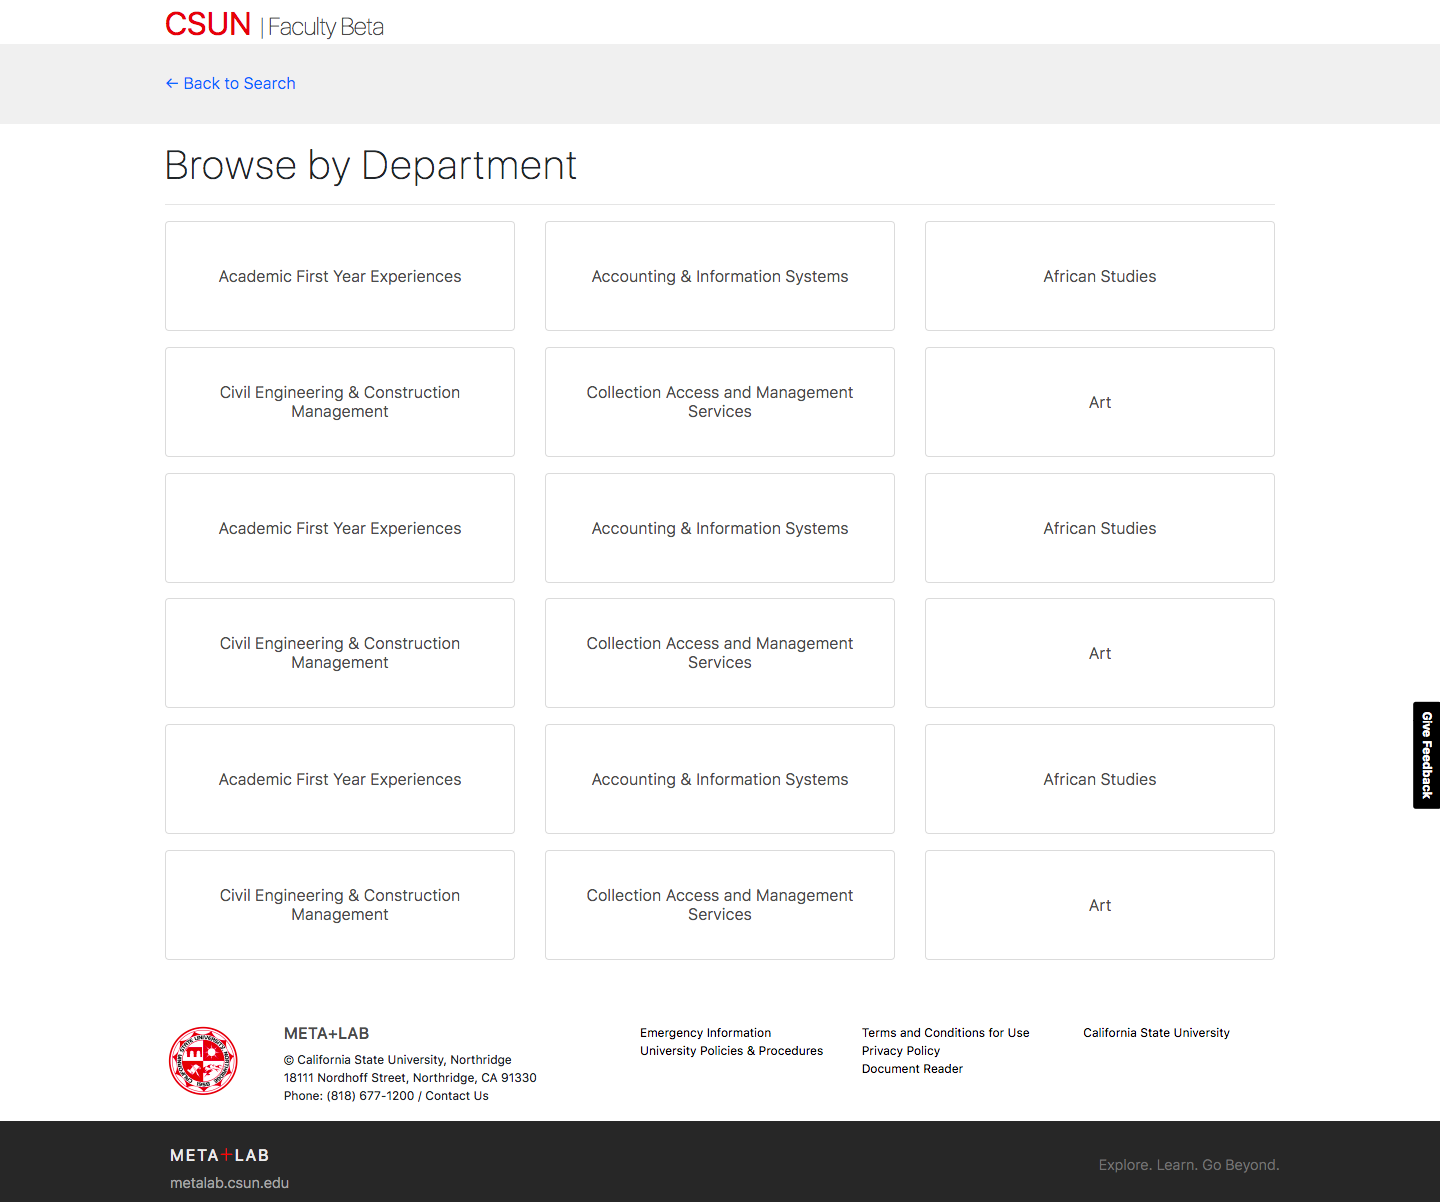 CSUN | Faculty Beta
← Back to Search
Browse by Department
Academic First Year Experiences
Accounting & Information Systems
African Studies
Civil Engineering & Construction
Management
Collection Access and Management
Services
Art
Academic First Year Experiences
Accounting & Information Systems
African Studies
Civil Engineering & Construction
Management
Collection Access and Management
Services
Art
Academic First Year Experiences
Accounting & Information Systems
African Studies
Civil Engineering & Construction
Management
Collection Access and Management
Services
Art
Give Feedback
META+LAB
© California State University, Northridge
18111 Nordhoff Street, Northridge, CA 91330
Phone: (818) 677-1200 / Contact Us
Emergency Information
University Policies & Procedures
Terms and Conditions for Use
Privacy Policy
Document Reader
California State University
META+LAB
metalab.csun.edu
Explore. Learn. Go Beyond.